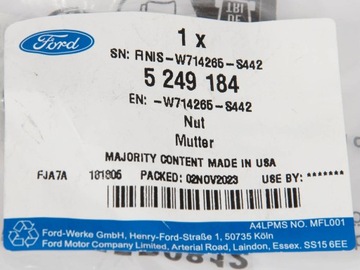 Ford
1 x
SN: FINIS-W714265-S442
5 249 184
EN: -W714265-S442
Nut
Mutter
MAJORITY CONTENT MADE IN USA
FJA7A 181805 PACKED: 02NOV2023 USE BY: *******
A4LPMS NO. MFL001
Ford-Werke GmbH, Henry-Ford-Straße 1, 50735 Köln
Ford Motor Company Limited, Arterial Road, Laindon, Essex. SS15 6EE